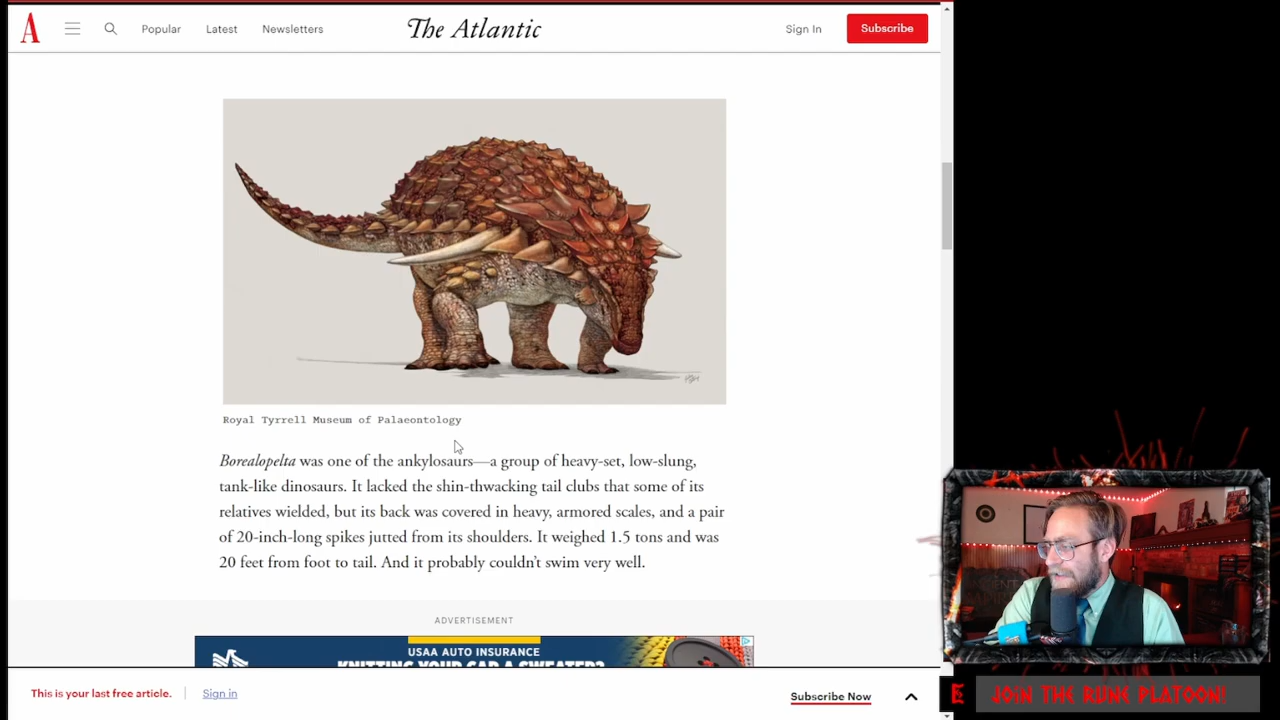 A
Popular
Latest
Newsletters
The Atlantic
Sign In
Subscribe
Royal Tyrrell Museum of Palaeontology
Borealopelta was one of the ankylosaurs—a group of heavy-set, low-slung,
tank-like dinosaurs. It lacked the shin-thwacking tail clubs that some of its
relatives wielded, but its back was covered in heavy, armored scales, and a pair
of 20-inch-long spikes jutted from its shoulders. It weighed 1.5 tons and was
20 feet from foot to tail. And it probably couldn't swim very well.
ADVERTISEMENT
USAA AUTO INSURANCE
KNITTING YOUR CAR A SWEATER?
This is your last free article.
Sign in
Subscribe Now
JOIN THE RUNE PLATOON!